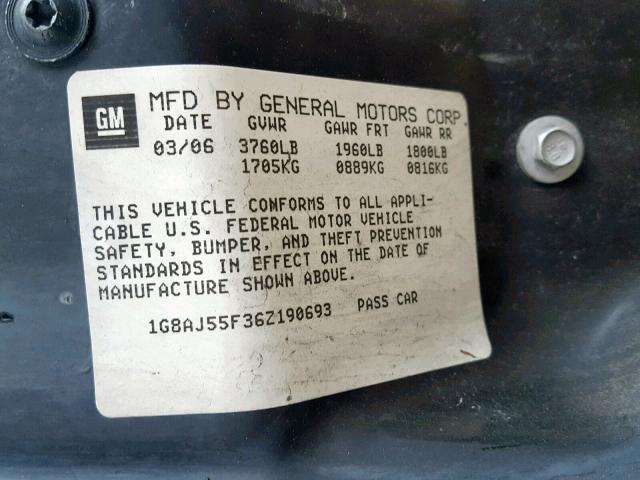 GM MFD BY GENERAL MOTORS CORP
DATE GVWR GAWR FRT GAWR RR
03/06 3760LB 1960LB 1800LB
1705KG 0889KG 0816KG
THIS VEHICLE CONFORMS TO ALL APPLI-
CABLE U.S. FEDERAL MOTOR VEHICLE
SAFETY, BUMPER, AND THEFT PREVENTION
STANDARDS IN EFFECT ON THE DATE OF
MANUFACTURE SHOWN ABOVE.
1G8AJ55F36Z190693 PASS CAR